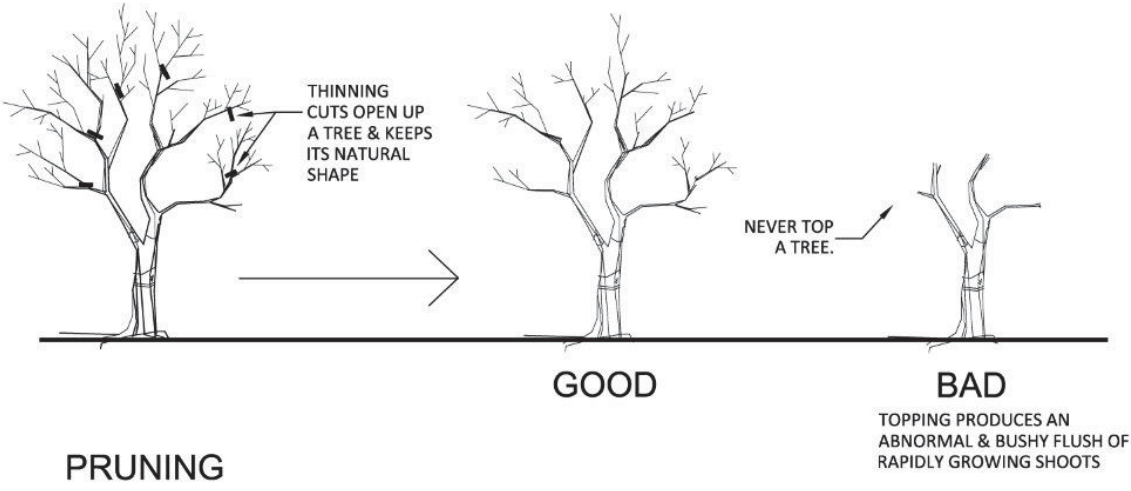 THINNING
CUTS OPEN UP
A TREE & KEEPS
ITS NATURAL
SHAPE
NEVER TOP
A TREE.
GOOD
BAD
TOPPING PRODUCES AN
ABNORMAL & BUSHY FLUSH OF
RAPIDLY GROWING SHOOTS
PRUNING